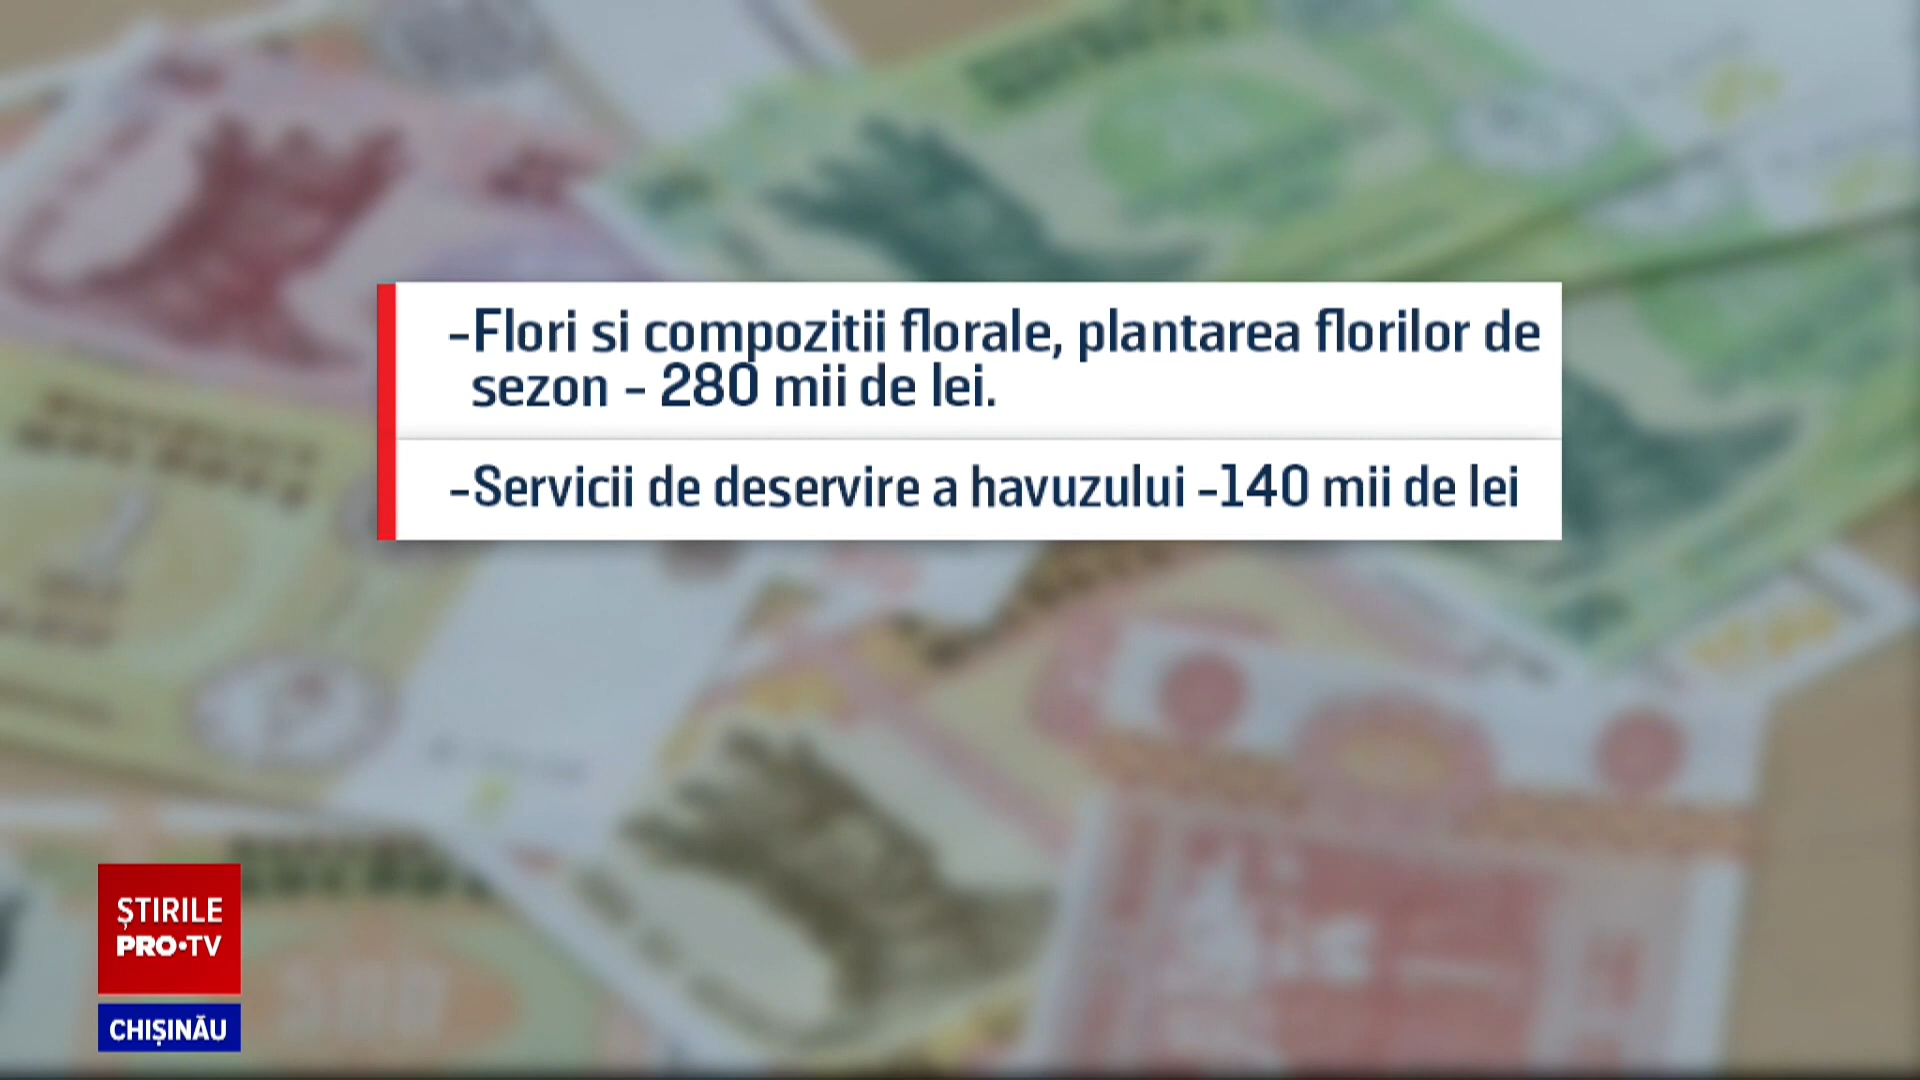 -Flori si compozitii florale, plantarea florilor de
sezon - 280 mii de lei.
-Servicii de deservire a havuzului -140 mii de lei
ȘTIRILE
PRO•TV
CHIȘINĂU